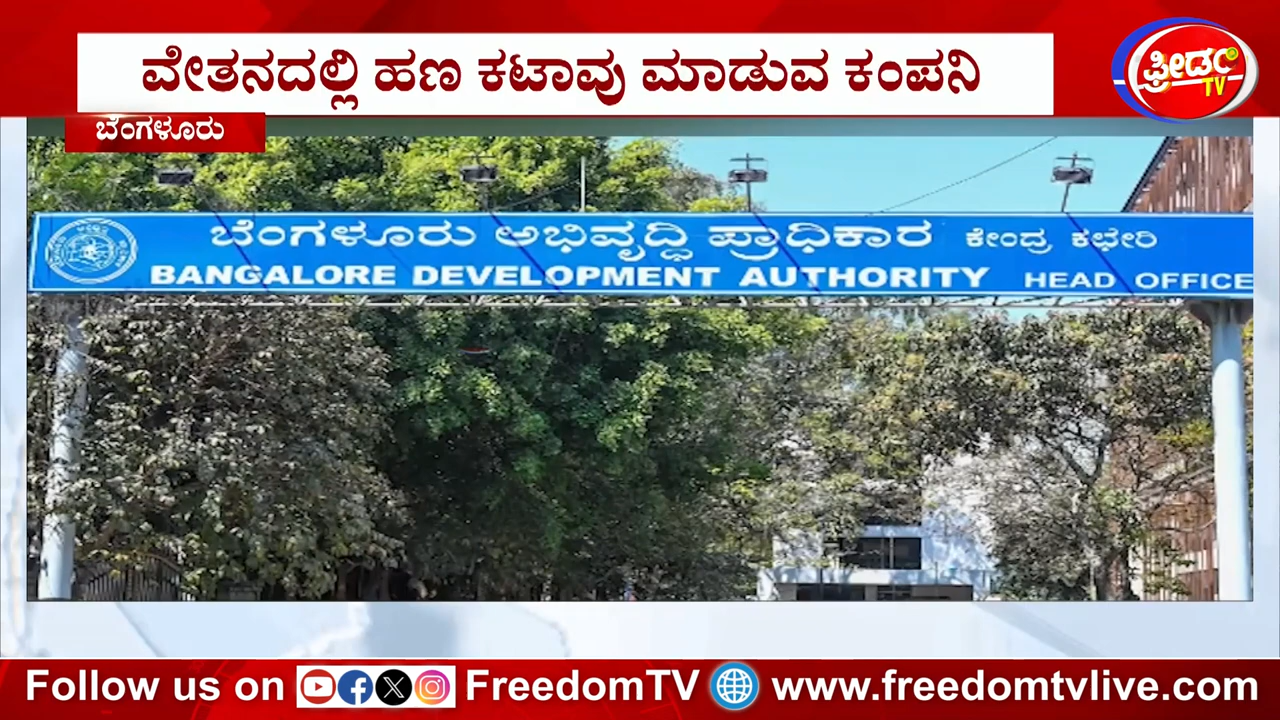 ವೇತನದಲ್ಲಿ ಹಣ ಕಟಾವು ಮಾಡುವ ಕಂಪನಿ
ಫ್ರೀಡಂ
TV
ಬೆಂಗಳೂರು
ಬೆಂಗಳೂರು ಅಭಿವೃದ್ಧಿ ಪ್ರಾಧಿಕಾರ ಕೇಂದ್ರ ಕಛೇರಿ
BANGALORE DEVELOPMENT AUTHORITY HEAD OFFICE
Follow us on FreedomTV www.freedomtvlive.com